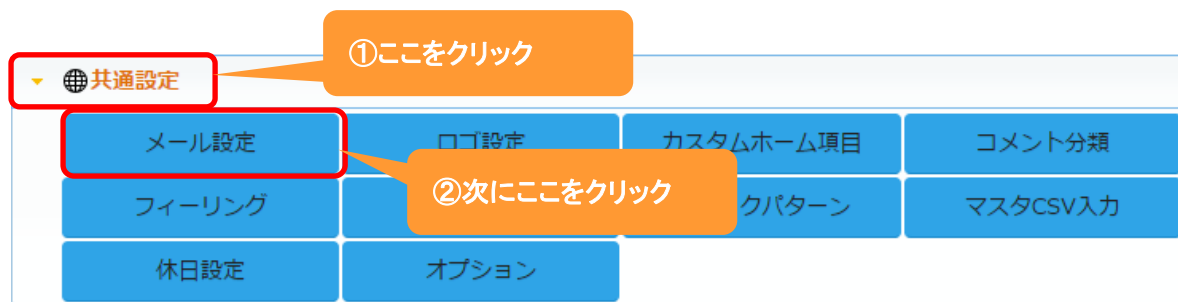 ①ここをクリック
共通設定
メール設定
ロゴ設定
カスタムホーム項目
コメント分類
②次にここをクリック
フィーリング
クパターン
マスタCSV入力
休日設定
オプション